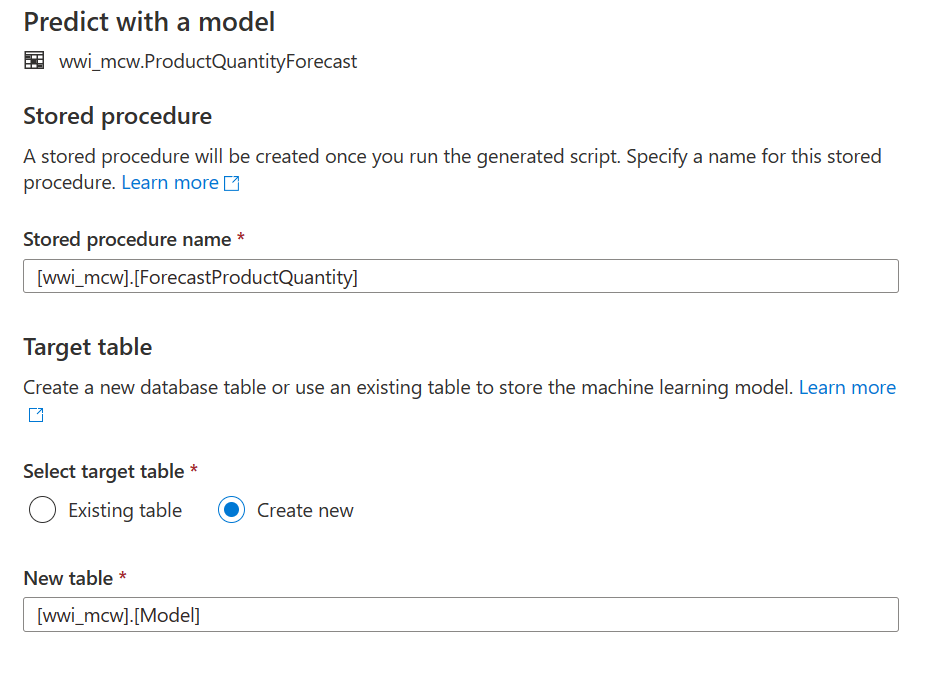 Predict with a model
wwi_mcw.ProductQuantityForecast
Stored procedure
A stored procedure will be created once you run the generated script. Specify a name for this stored
procedure. Learn more
Stored procedure name *
[wwi_mcw].[ForecastProductQuantity]
Target table
Create a new database table or use an existing table to store the machine learning model. Learn more
Select target table *
Existing table Create new
New table *
[wwi_mcw].[Model]